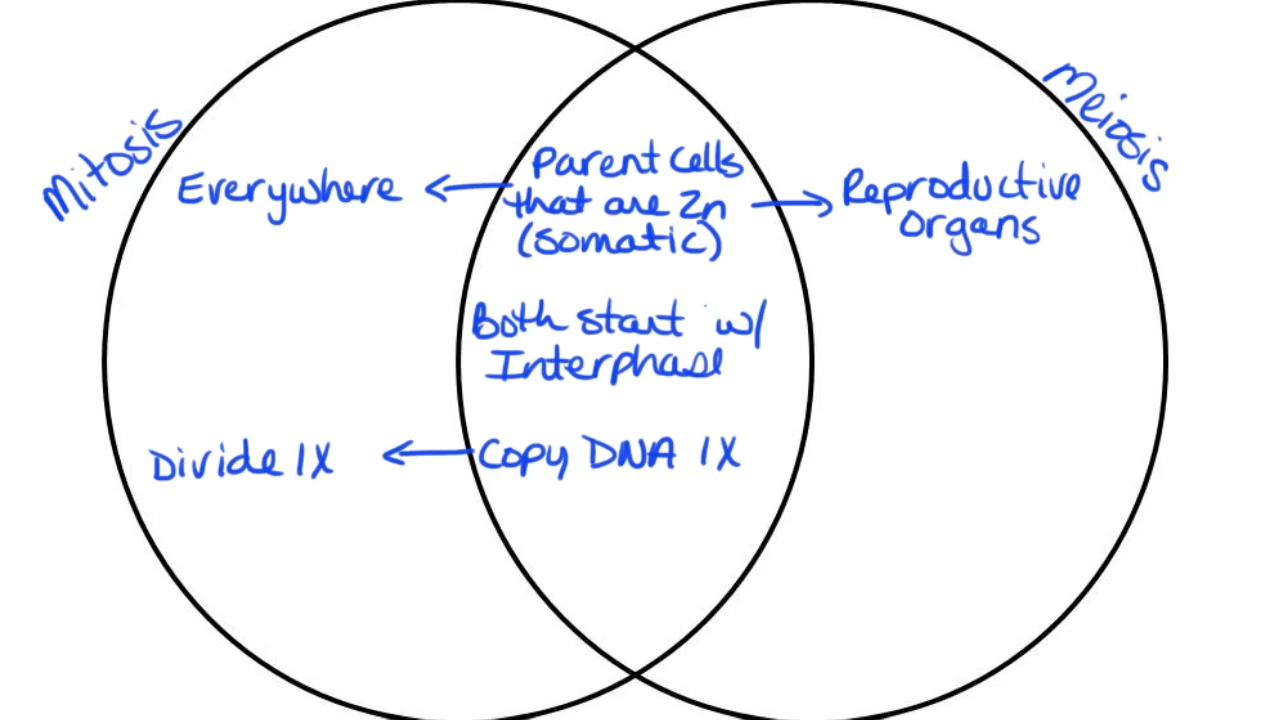 Mitosis
Meiosis
Everywhere
Parent Cells
that are 2n
(Somatic)
Reproductive
Organs
Both start w/
Interphase
Divide 1X
Copy DNA 1X